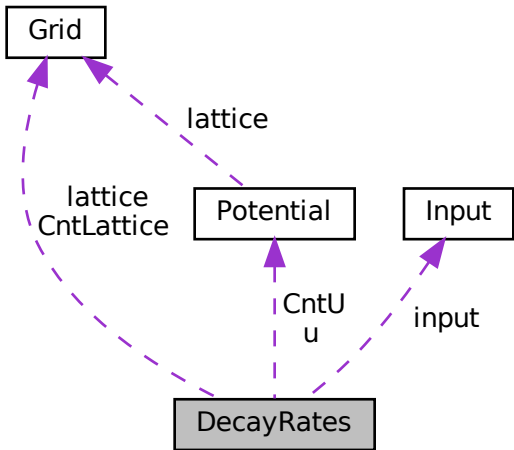 Grid
lattice
lattice
CntLattice
Potential
Input
CntU
u
input
DecayRates